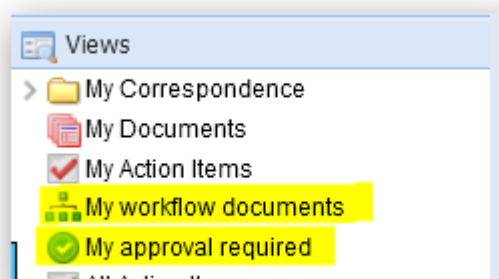 Views
My Correspondence
My Documents
My Action Items
My workflow documents
My approval required